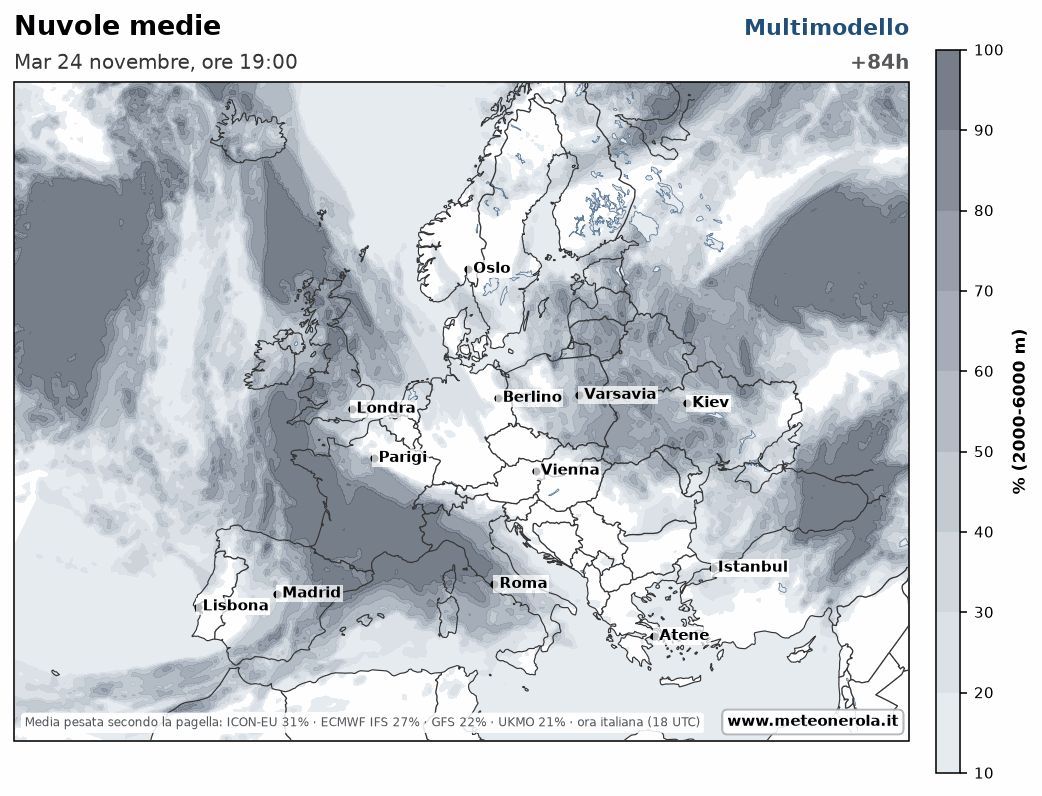 Nuvole medie
Multimodello
Mar 24 novembre, ore 19:00
+84h
100
90
80
70
60
50
40
30
20
10
% (2000-6000 m)
Oslo
Berlino
Varsavia
Kiev
Londra
Parigi
Vienna
Istanbul
Roma
Madrid
Lisbona
Atene
Media pesata secondo la pagella: ICON-EU 31% · ECMWF IFS 27% · GFS 22% · UKMO 21% · ora italiana (18 UTC)
www.meteonerola.it